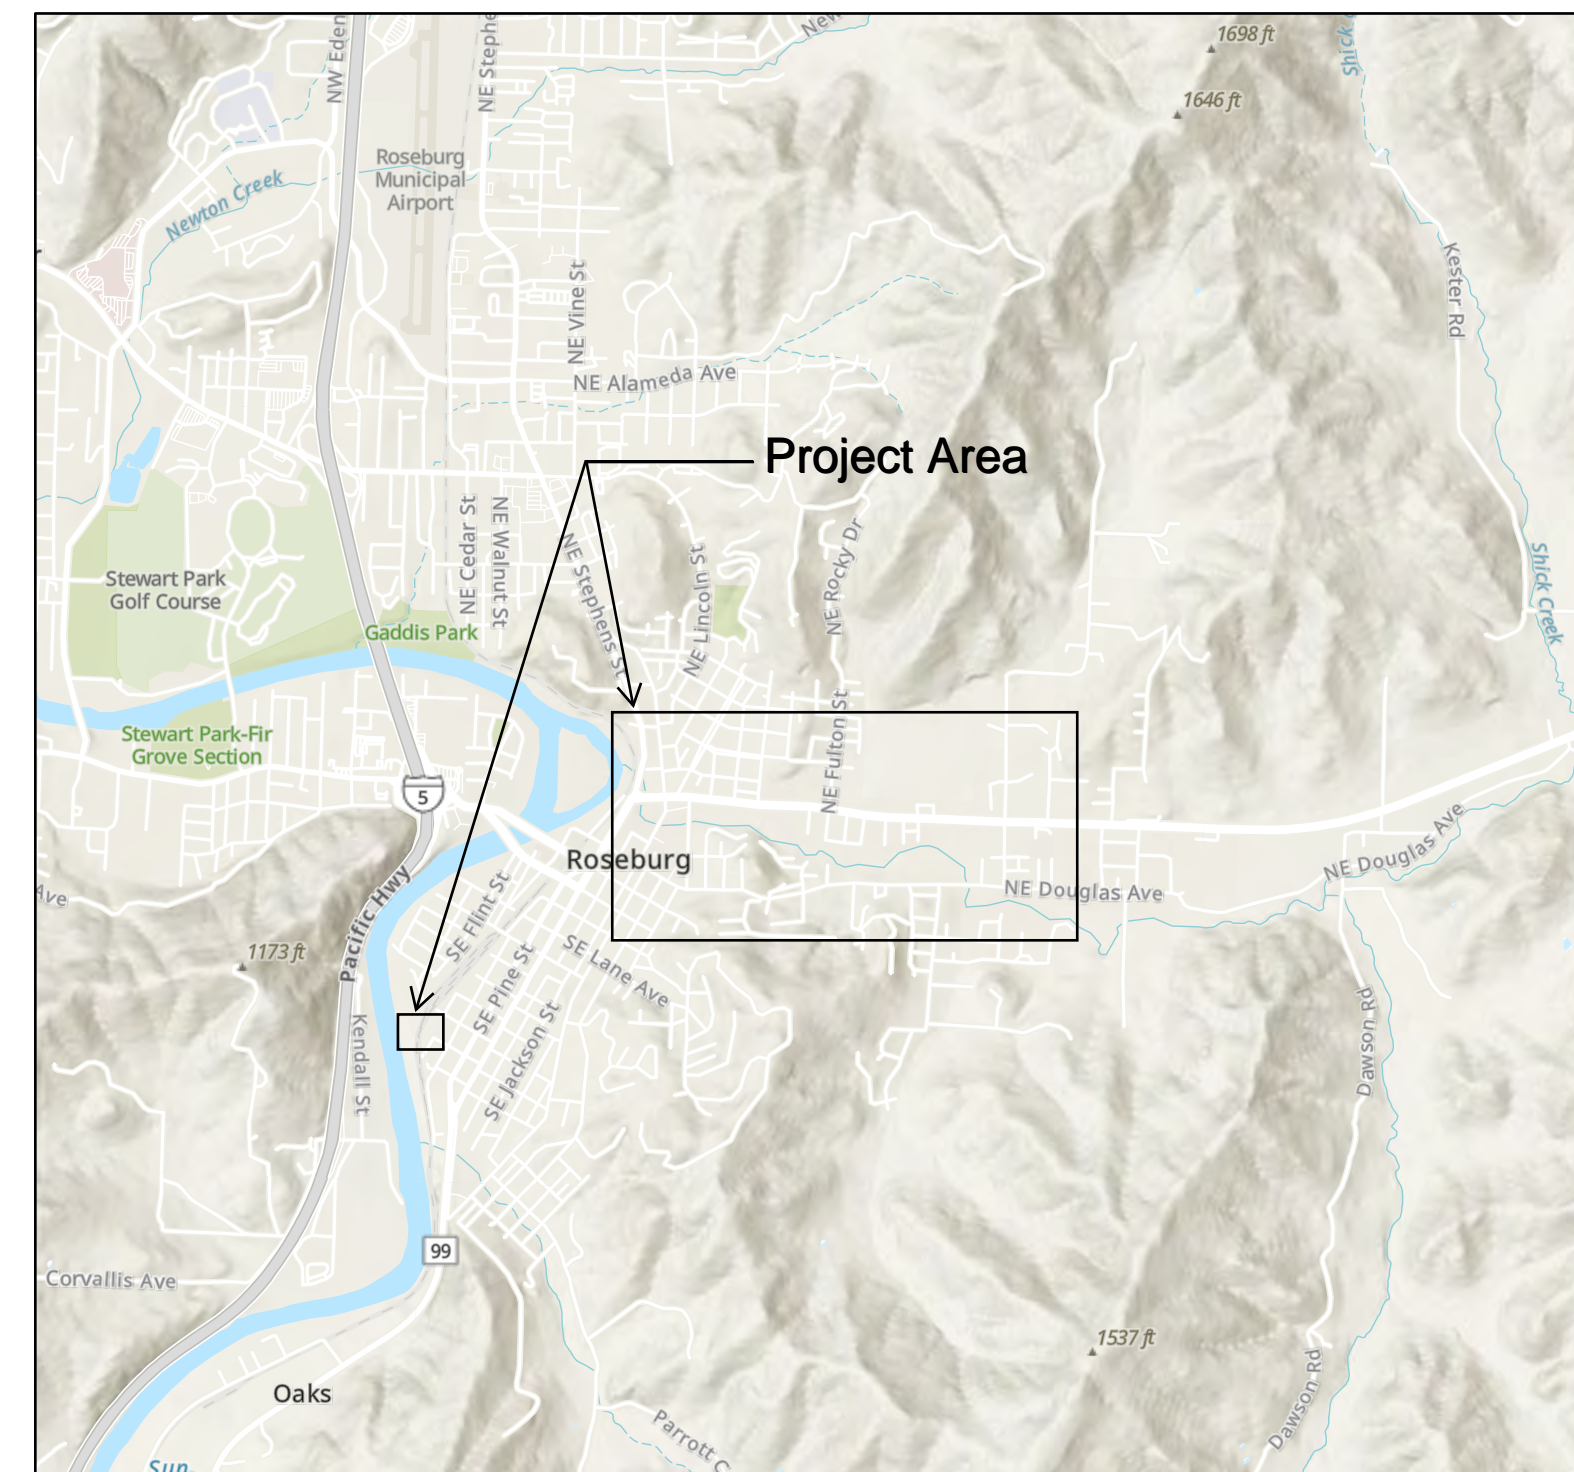 1698 ft
1646 ft
NW Eden
NE Stephe
New
Shick
Roseburg
Municipal
Airport
Newton Creek
Kester Rd
NE Vine St
NE Alameda Ave
Project Area
NE Cedar St
NE Walnut St
NE Stephens St
NE Lincoln St
NE Rocky Dr
Shick Creek
Stewart Park
Golf Course
Gaddis Park
Stewart Park-Fir
Grove Section
NE Fulton St
5
Roseburg
NE Douglas Ave
NE Douglas Ave
Ave
Pacific Hwy
SE Flint St
SE Lane Ave
SE Pine St
1173 ft
SE Jackson St
Kendall St
Dawson Rd
99
Corvallis Ave
1537 ft
Oaks
Dawson Rd
Parrott C
Sun-